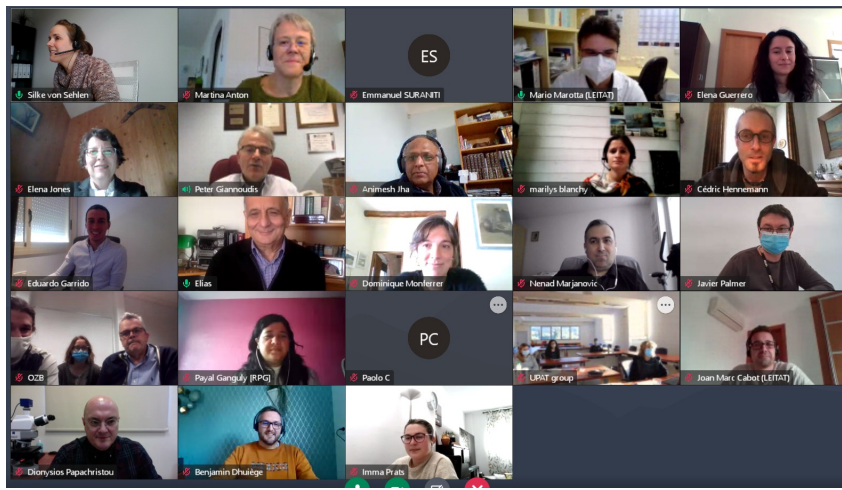 ES
Silke von Sehlen
Martina Anton
Emmanuel SURANITI
Mario Marotta (LEITAT)
Elena Guerrero
Elena Jones
Peter Giannoudis
Animesh Jha
marilys blanchy
Cédric Hennemann
Eduardo Garrido
Elias
Dominique Monferrer
Nenad Marjanovic
Javier Palmer
PC
OZB
Payal Ganguly [RPG]
Paolo C
UPAT group
Joan Marc Cabot (LEITAT)
Dionysios Papachristou
Benjamin Dhuiège
Imma Prats